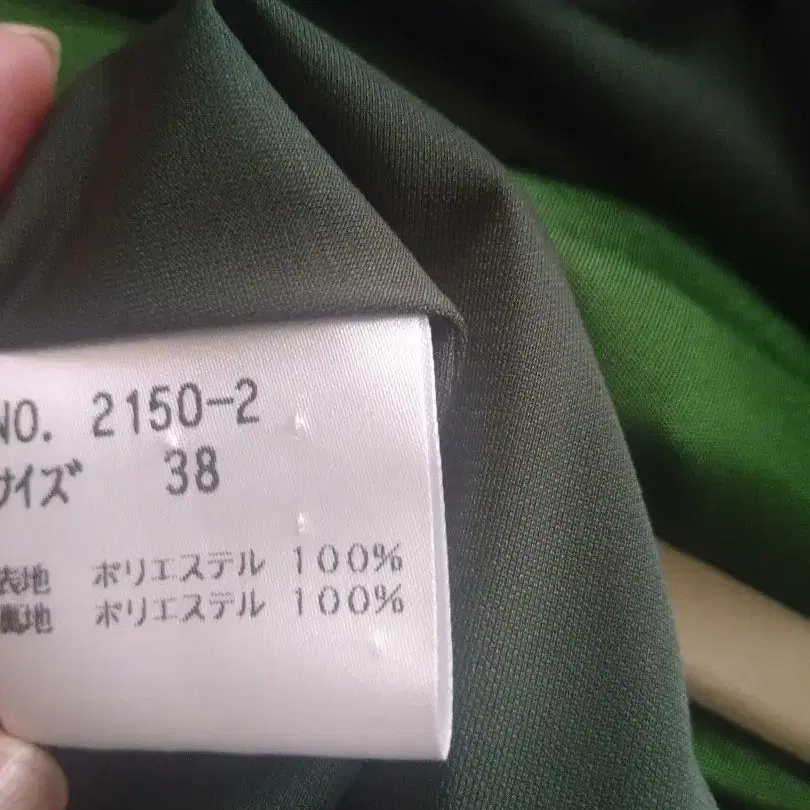 NO. 2150-2
サイズ 38
表地 ポリエステル 100%
裏地 ポリエステル 100%